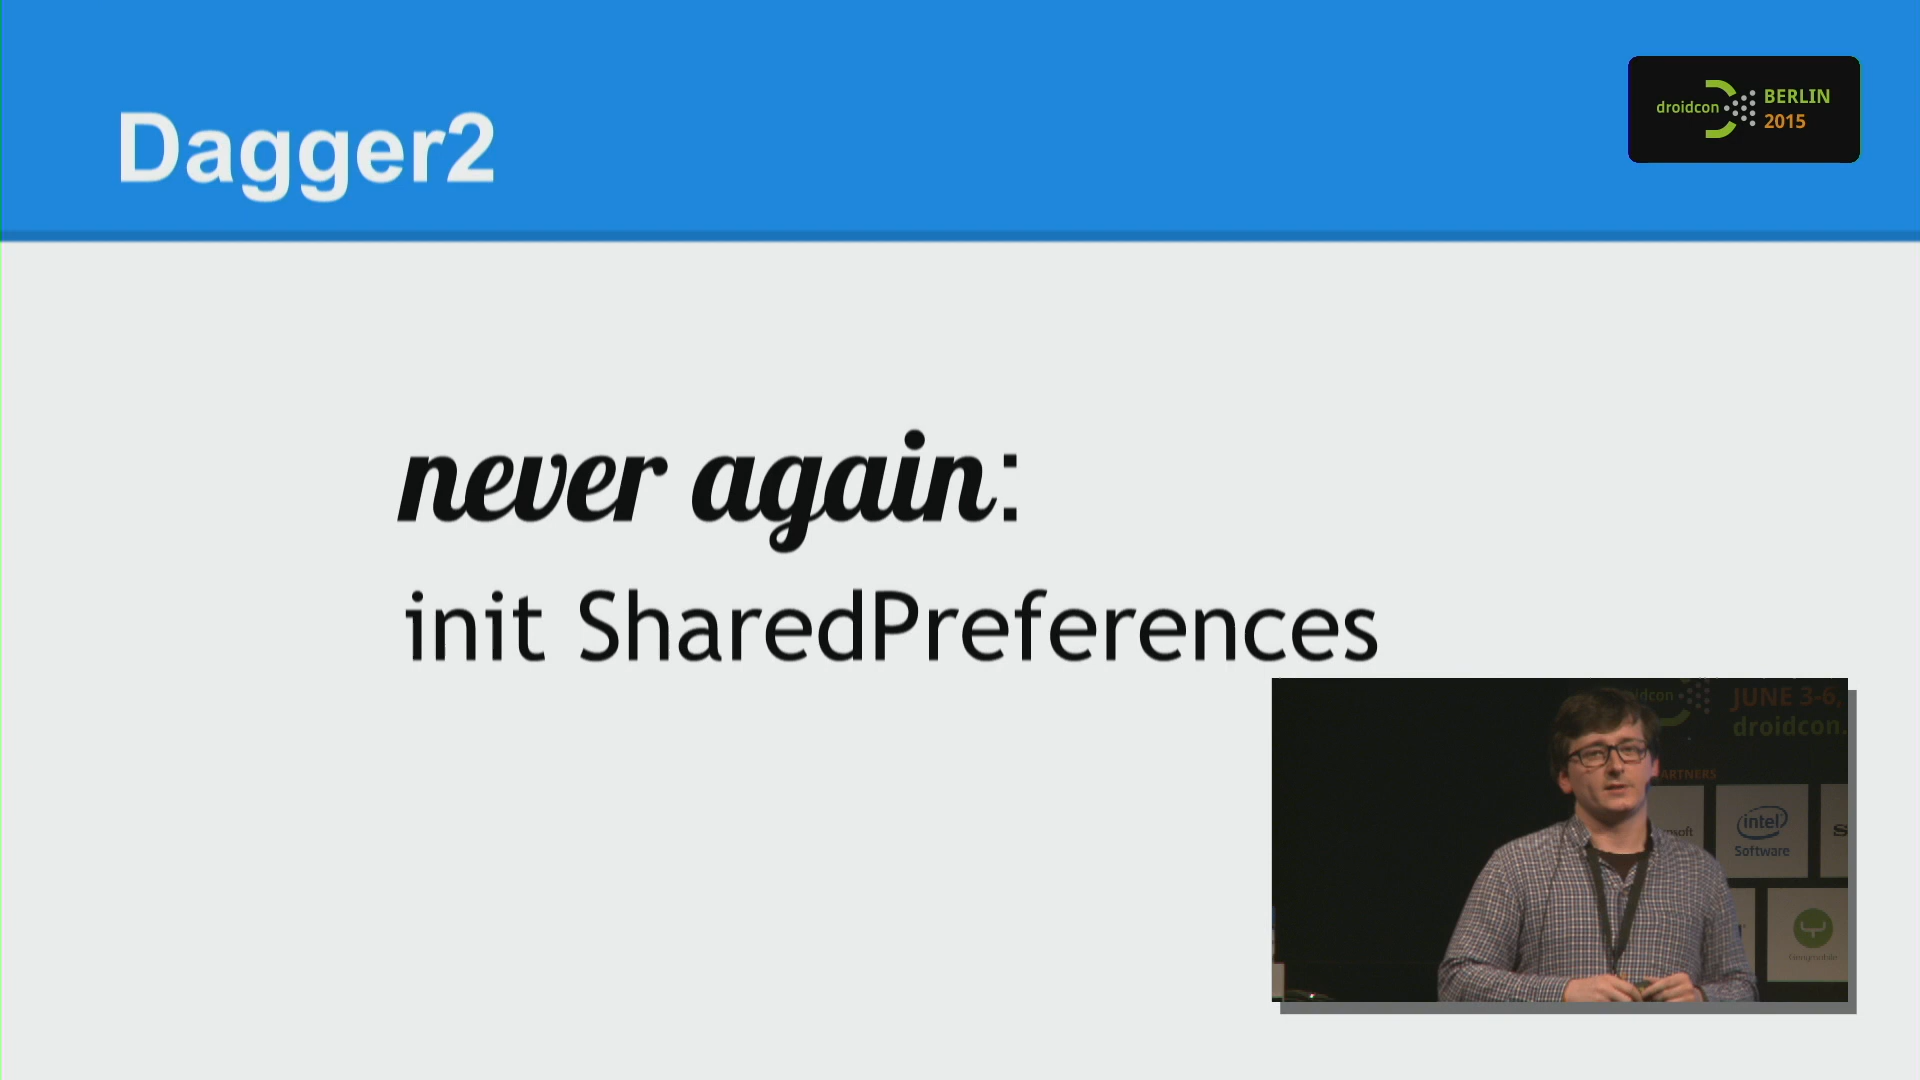 Dagger2
droidcon
BERLIN
2015
never again:
init SharedPreferences
JUNE 3-6,
droidcon.
intel
Software